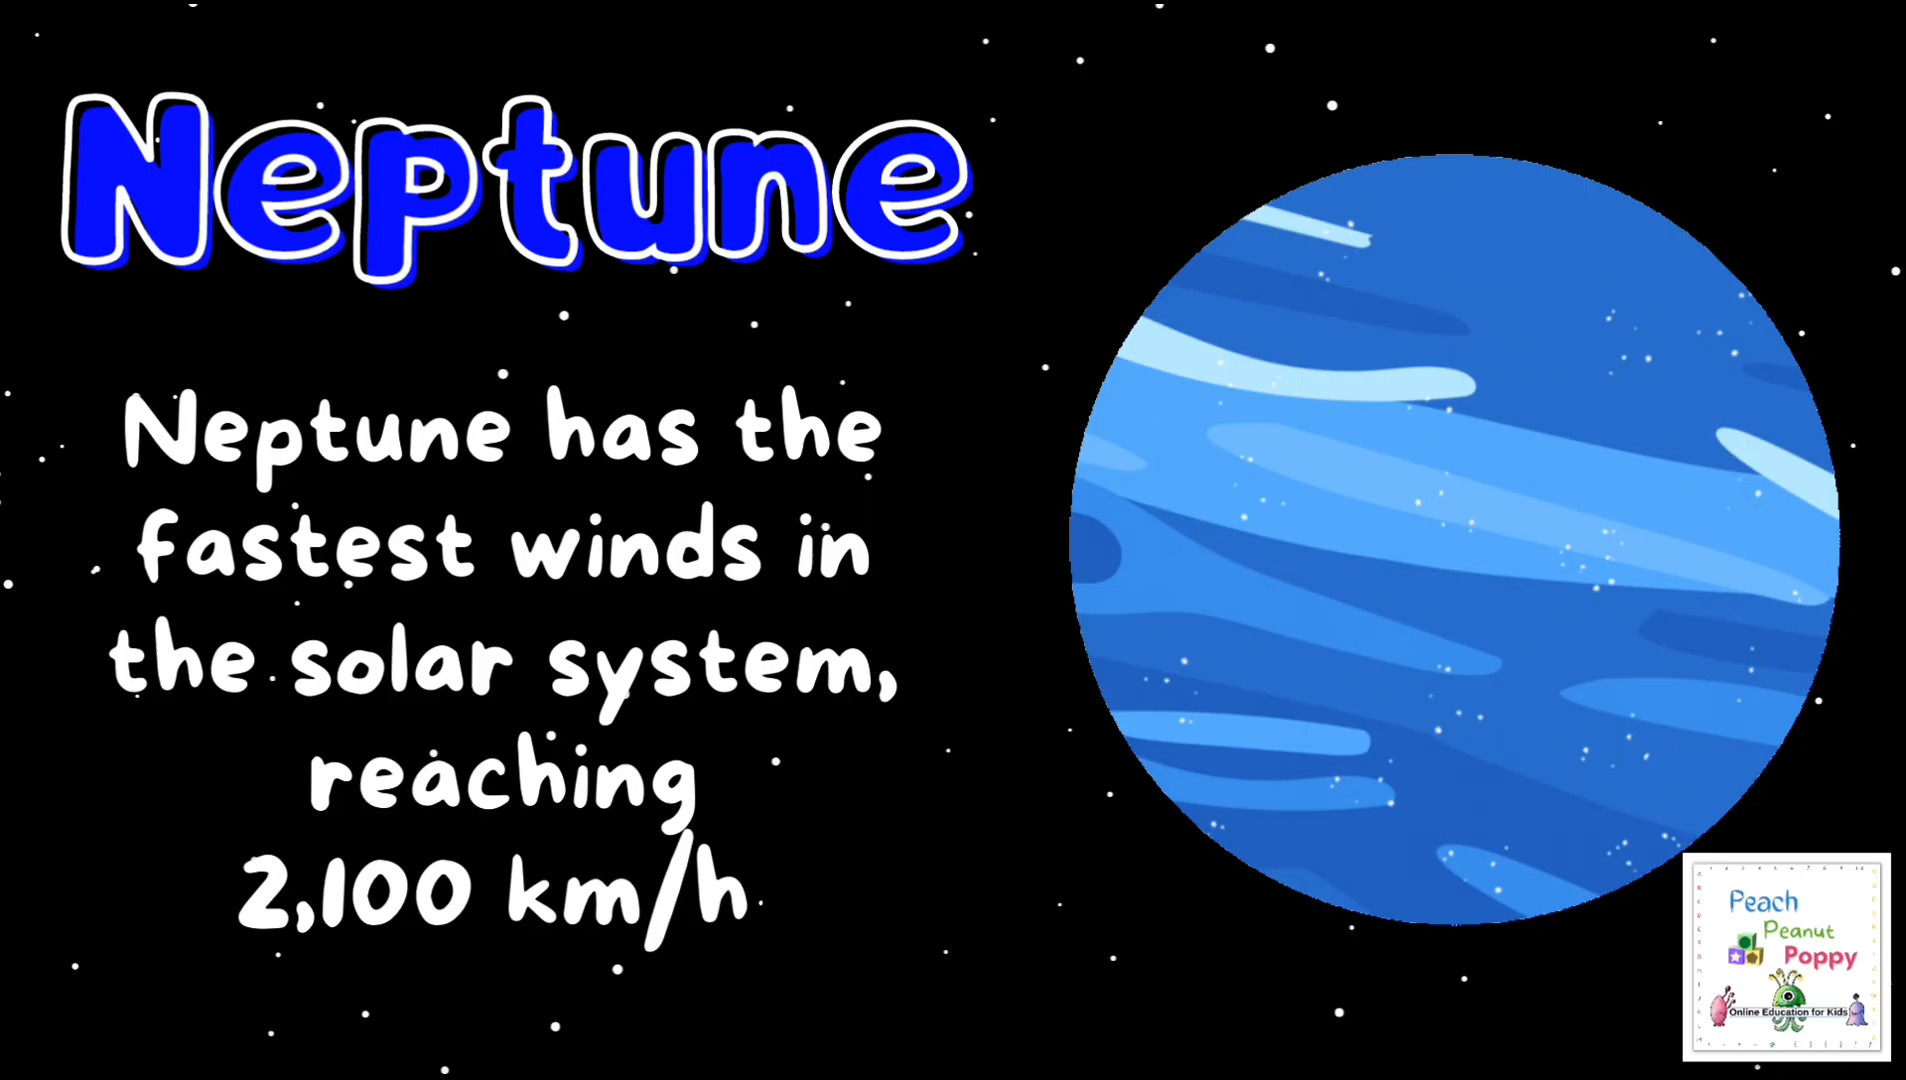 Neptune
Neptune has the
fastest winds in
the solar system,
reaching
2,100 km/h
Peach
Peanut
Poppy
Online Education for Kids